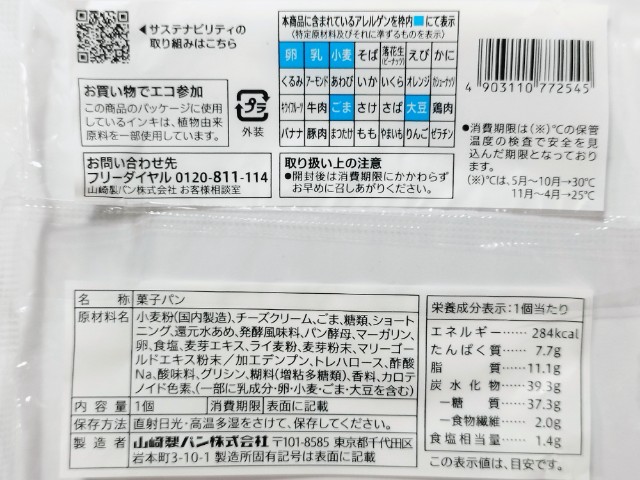 サステナビリティの
取り組みはこちら
お買い物でエコ参加
この商品のパッケージに使用
しているインキは、植物由来
原料を一部使用しています。
プラ
外装
お問い合わせ先
フリーダイヤル 0120-811-114
山崎製パン株式会社 お客様相談室
本商品に含まれているアレルゲンを枠内■にて表示
(特定原材料及びそれに準ずるものを表示)
卵 乳 小麦 そば 落花生(ピーナッツ) えび かに
くるみ アーモンド あわび いか いくら オレンジ カシューナッツ
キウイフルーツ 牛肉 ごま さけ さば 大豆 鶏肉
バナナ 豚肉 まつたけ もも やまいも りんご ゼラチン
取り扱い上の注意
●開封後は消費期限にかかわらず
お早めに召しあがりください。
4903110772545
●消費期限は(※)℃の保管
温度の検査で安全を見
込んだ期限となっており
ます。
(※)℃は、5月〜10月→30℃
11月〜4月→25℃
名称 菓子パン
原材料名 小麦粉(国内製造)、チーズクリーム、ごま、糖類、ショート
ニング、還元水あめ、発酵風味料、パン酵母、マーガリン、
卵、食塩、麦芽エキス、ライ麦粉、麦芽粉末、マリーゴ
ールドエキス粉末／加工デンプン、トレハロース、酢酸
Na、酸味料、グリシン、糊料(増粘多糖類)、香料、カロテ
ノイド色素、(一部に乳成分・卵・小麦・ごま・大豆を含む)
内容量 1個 消費期限 表面に記載
保存方法 直射日光・高温多湿をさけて、保存してください。
製造者 山崎製パン株式会社 〒101-8585 東京都千代田区
岩本町3-10-1 製造所固有記号は表面に記載
栄養成分表示:1個当たり
エネルギー…… 284kcal
たんぱく質…… 7.7g
脂質…… 11.1g
炭水化物…… 39.3g
－糖質…… 37.3g
－食物繊維…… 2.0g
食塩相当量…… 1.4g
この表示値は、目安です。